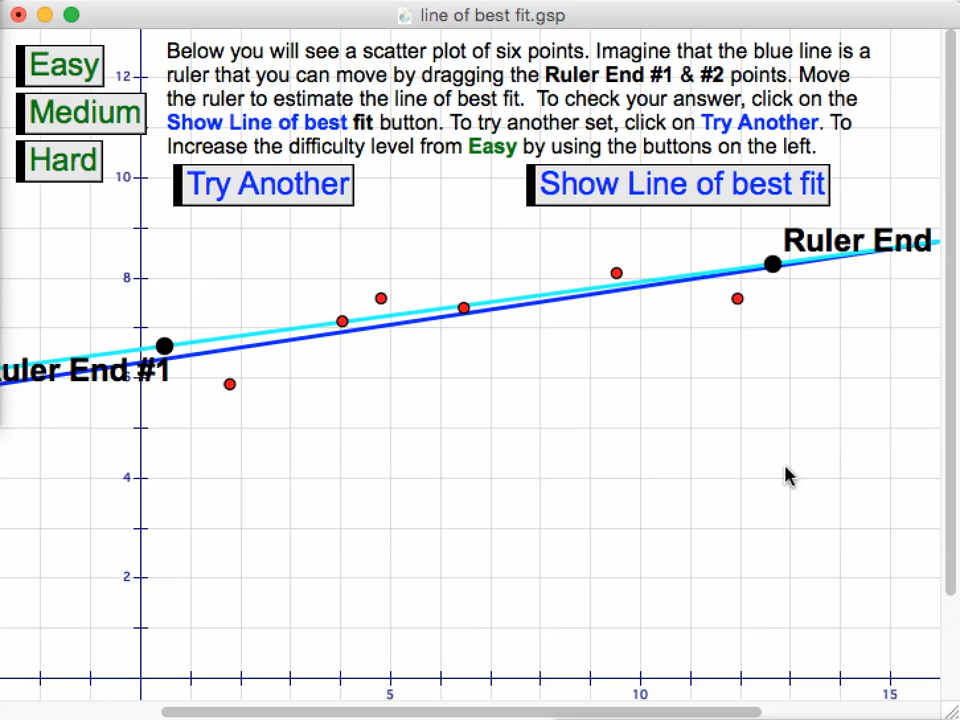 line of best fit.gsp
Easy
Medium
Hard
Below you will see a scatter plot of six points. Imagine that the blue line is a
ruler that you can move by dragging the Ruler End #1 & #2 points. Move
the ruler to estimate the line of best fit. To check your answer, click on the
Show Line of best fit button. To try another set, click on Try Another. To
Increase the difficulty level from Easy by using the buttons on the left.
Try Another
Show Line of best fit
12
10
Ruler End
8
uler End #1
6
4
2
5
10
15